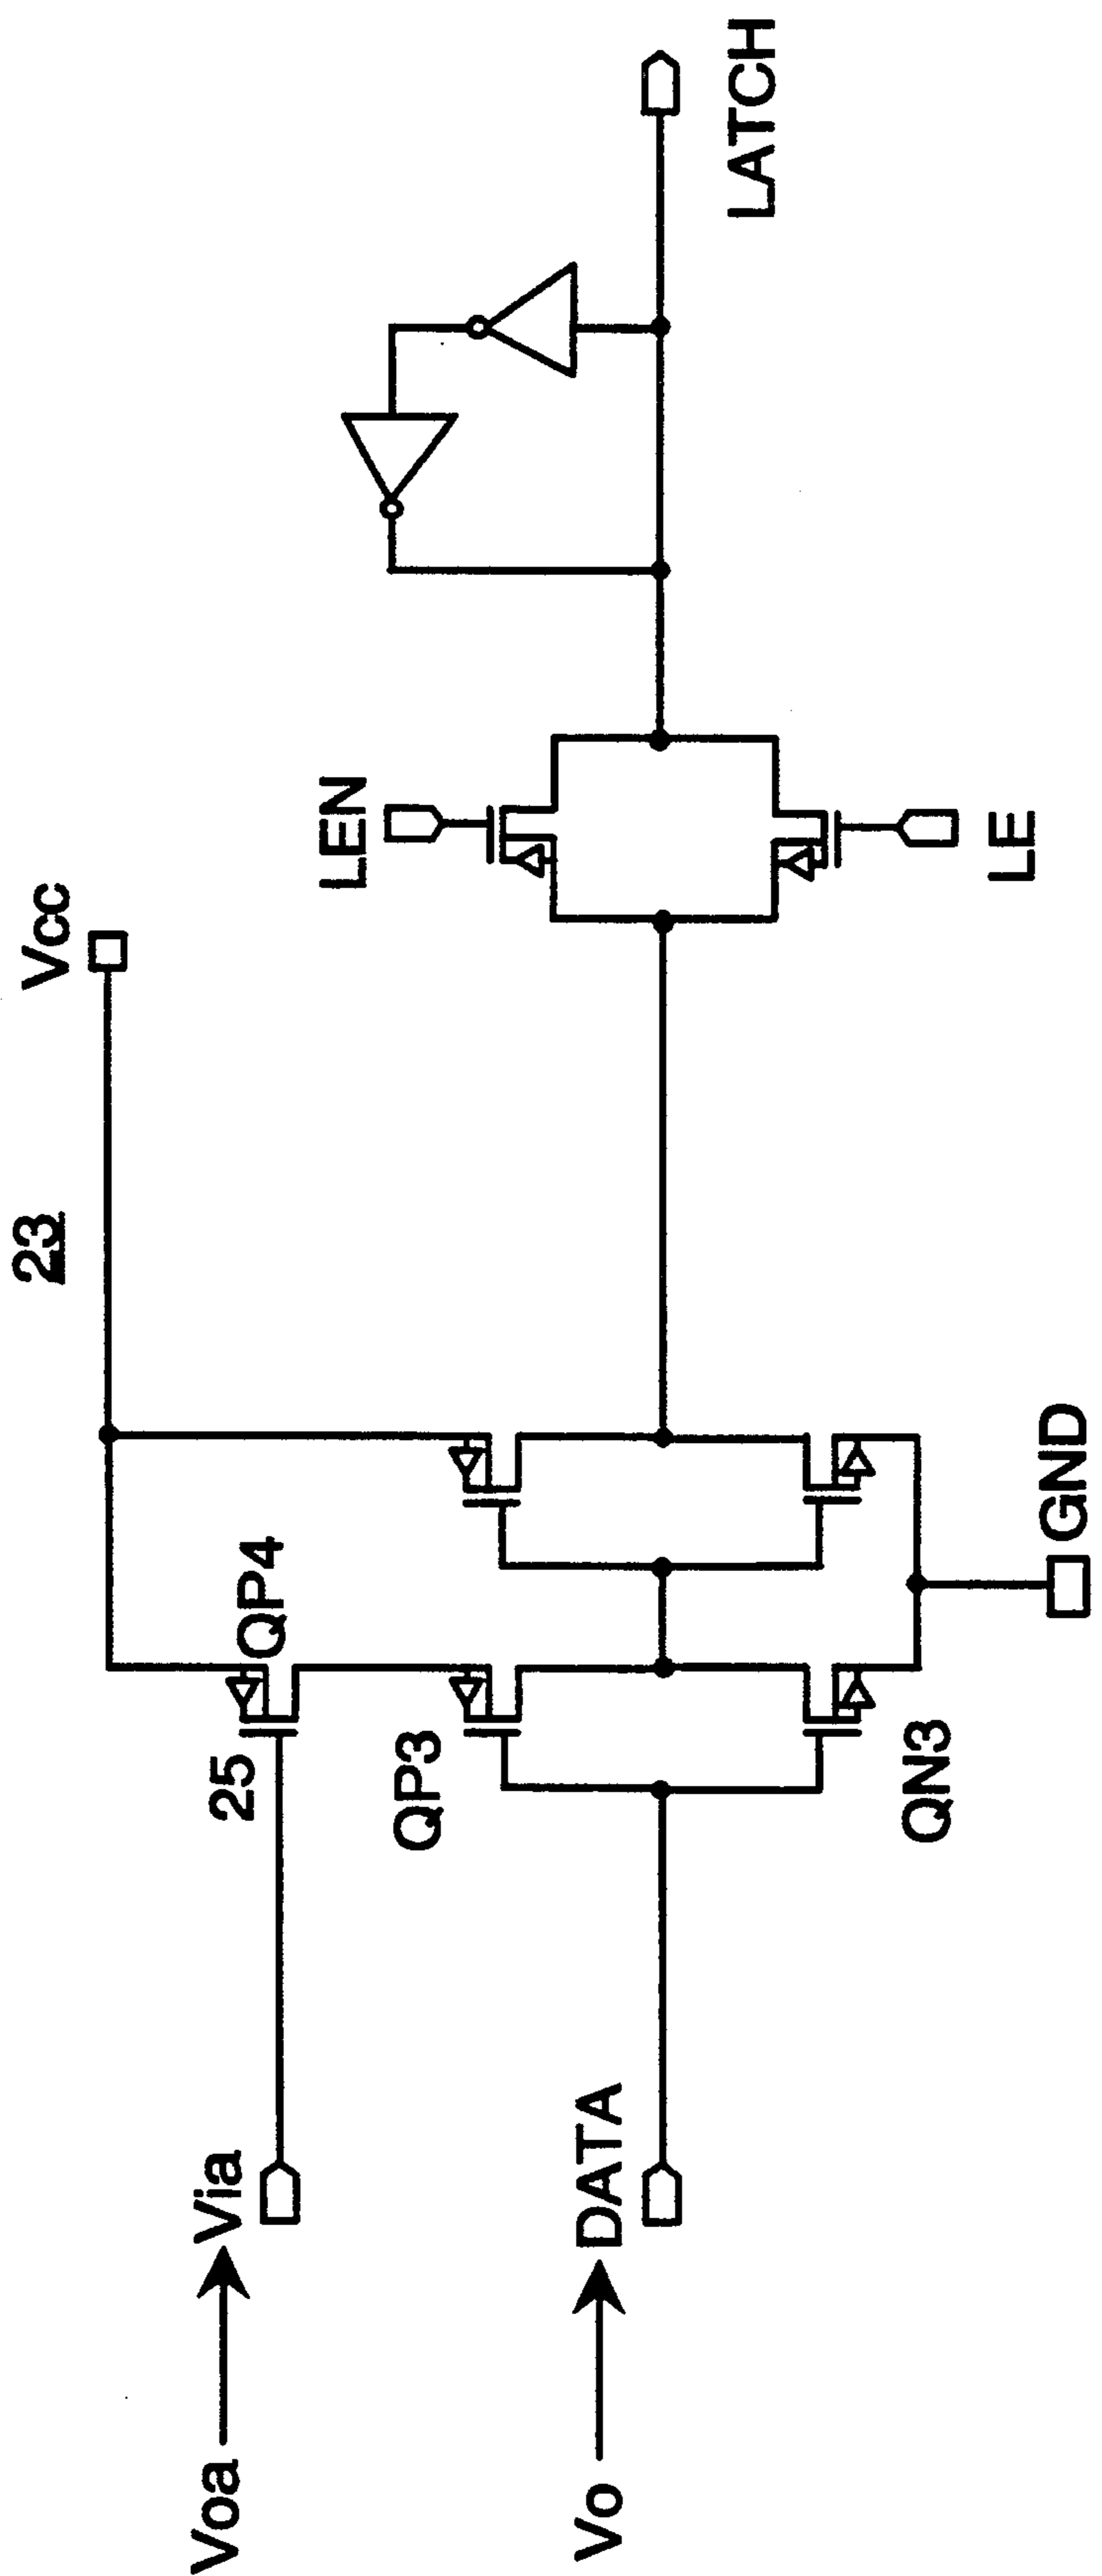 23
Vcc
Voa
Via
25
QP4
LEN
QP3
Vo
DATA
LATCH
QN3
LE
GND